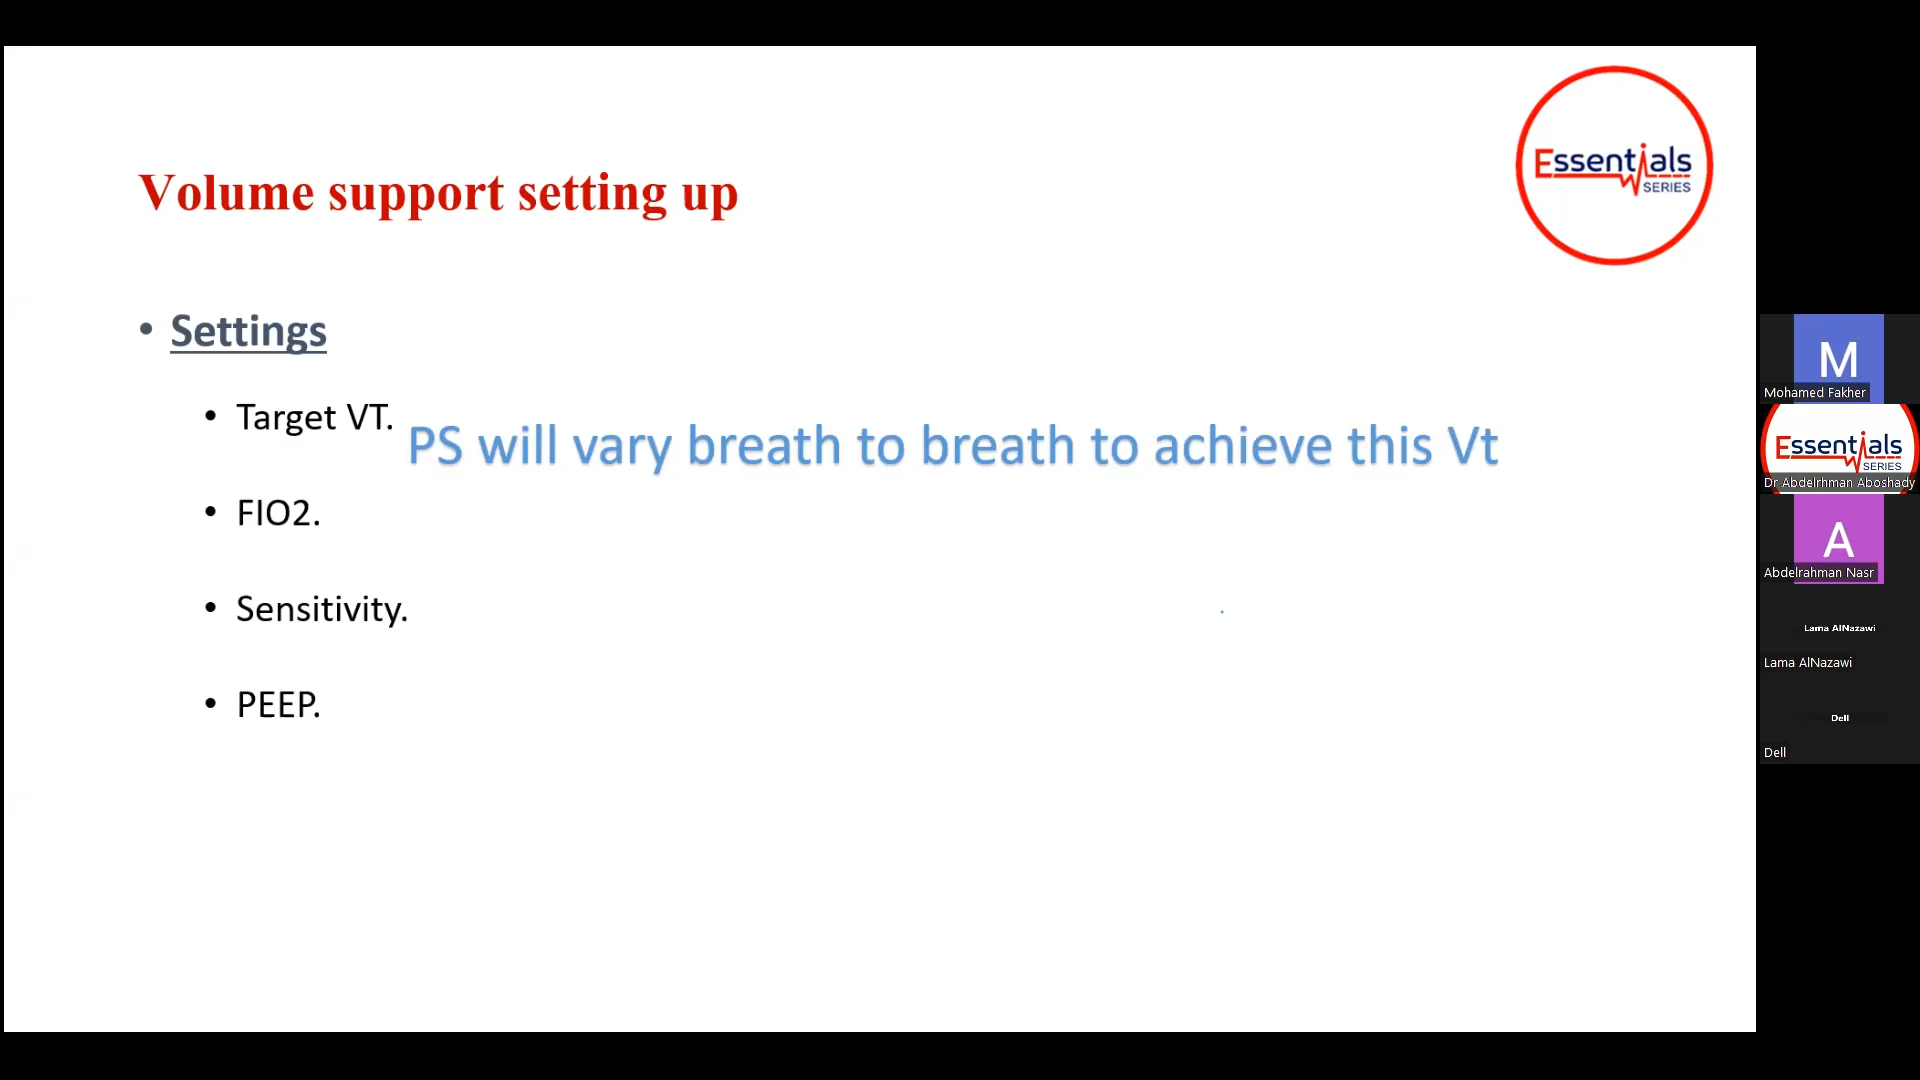 Essentials
SERIES
Volume support setting up
• Settings
• Target VT.
PS will vary breath to breath to achieve this Vt
• FIO2.
• Sensitivity.
• PEEP.
M
Mohamed Fakher
Essentials
SERIES
Dr Abdelrhman Aboshady
A
Abdelrahman Nasr
Lama AlNazawi
Lama AlNazawi
Dell
Dell